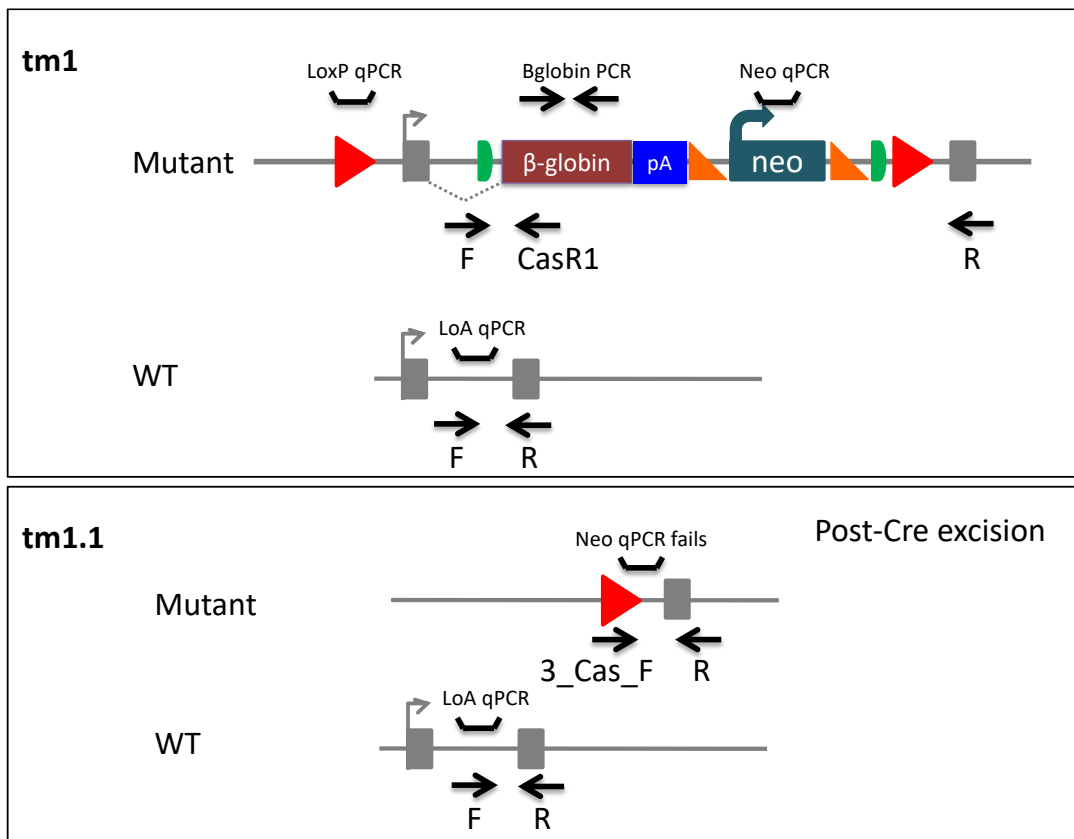 tm1
LoxP qPCR
Bglobin PCR
Neo qPCR
Mutant
β-globin
pA
neo
F
CasR1
R
LoA qPCR
WT
F
R
tm1.1
Post-Cre excision
Neo qPCR fails
Mutant
3_Cas_F
R
LoA qPCR
WT
F
R